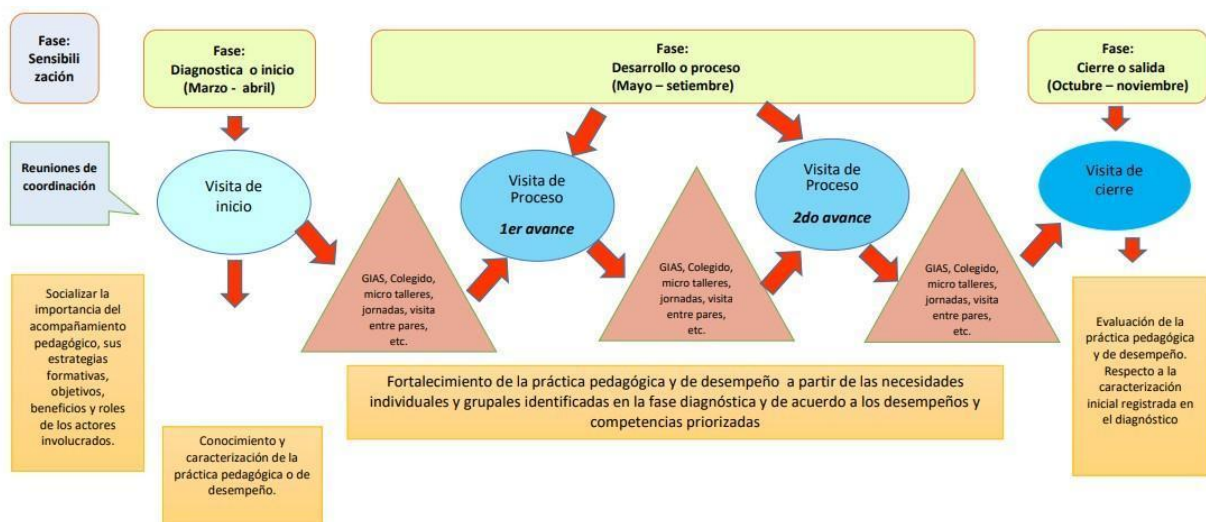 Fase:
Sensibili
zación
Fase:
Diagnostica o inicio
(Marzo - abril)
Fase:
Desarrollo o proceso
(Mayo – setiembre)
Fase:
Cierre o salida
(Octubre – noviembre)
Reuniones de
coordinación
Visita de
inicio
Visita de
Proceso
1er avance
Visita de
Proceso
2do avance
Visita de
cierre
GIAS, Colegido,
micro talleres,
jornadas, visita
entre pares,
etc.
GIAS, Colegido,
micro talleres,
jornadas, visita
entre pares,
etc.
GIAS, Colegido,
micro talleres,
jornadas, visita
entre pares,
etc.
Socializar la
importancia del
acompañamiento
pedagógico, sus
estrategias
formativas,
objetivos,
beneficios y roles
de los actores
involucrados.
Conocimiento y
caracterización de la
práctica pedagógica o de
desempeño.
Fortalecimiento de la práctica pedagógica y de desempeño a partir de las necesidades
individuales y grupales identificadas en la fase diagnóstica y de acuerdo a los desempeños y
competencias priorizadas
Evaluación de la
práctica pedagógica
y de desempeño.
Respecto a la
caracterización
inicial registrada en
el diagnóstico